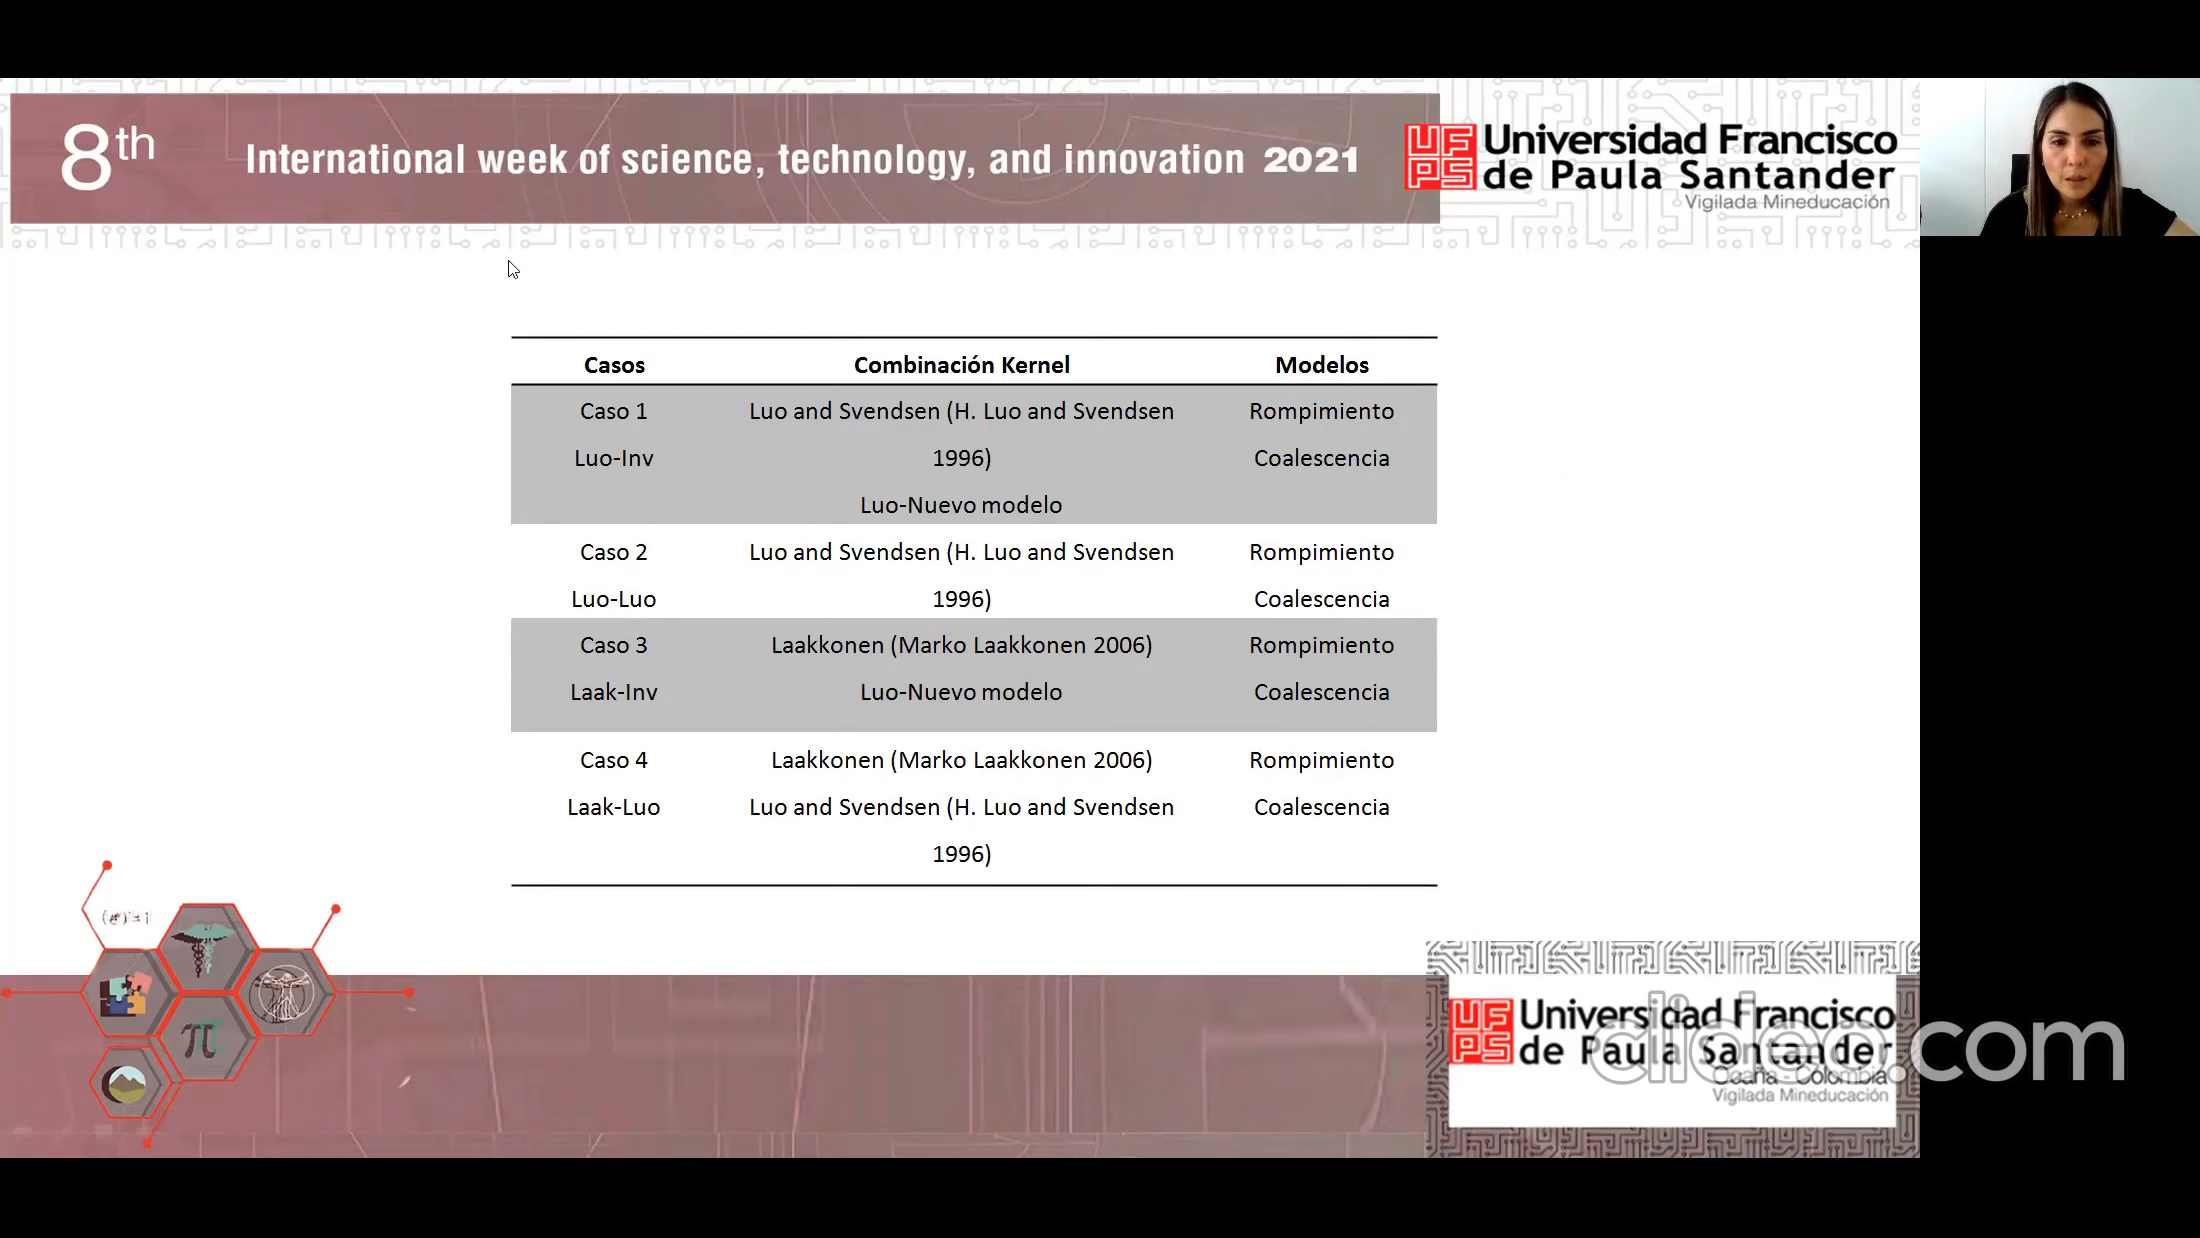 8th
International week of science, technology, and innovation 2021
UFPS
Universidad Francisco
de Paula Santander
Vigilada Mineducación
Casos Combinación Kernel Modelos
Caso 1 Luo and Svendsen (H. Luo and Svendsen Rompimiento
Luo-Inv 1996) Coalescencia
Luo-Nuevo modelo
Caso 2 Luo and Svendsen (H. Luo and Svendsen Rompimiento
Luo-Luo 1996) Coalescencia
Caso 3 Laakkonen (Marko Laakkonen 2006) Rompimiento
Laak-Inv Luo-Nuevo modelo Coalescencia
Caso 4 Laakkonen (Marko Laakkonen 2006) Rompimiento
Laak-Luo Luo and Svendsen (H. Luo and Svendsen Coalescencia
1996)
π
UFPS
Universidad Francisco
de Paula Santander
Ocaña - Colombia
Vigilada Mineducación
clideo.com